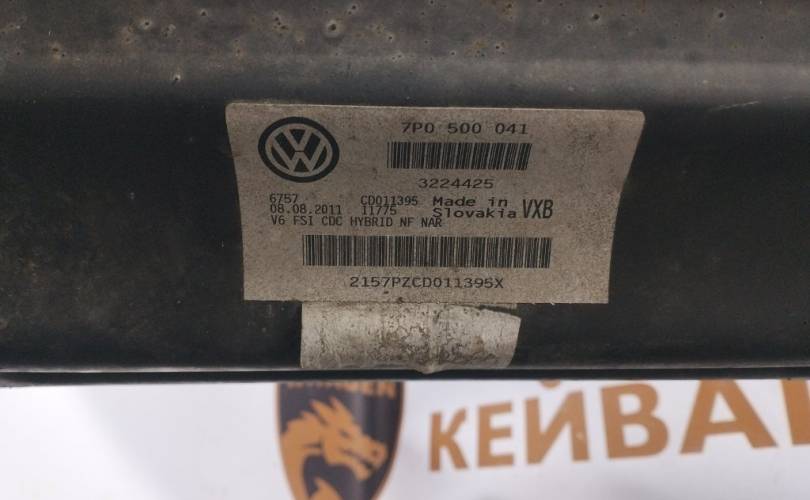 7P0 500 041
3224425
6757 CD011395 Made in
08.08.2011 11775 Slovakia VXB
V6 FSI CDC HYBRID NF NAR
2157PZCD011395X
КЕЙВА